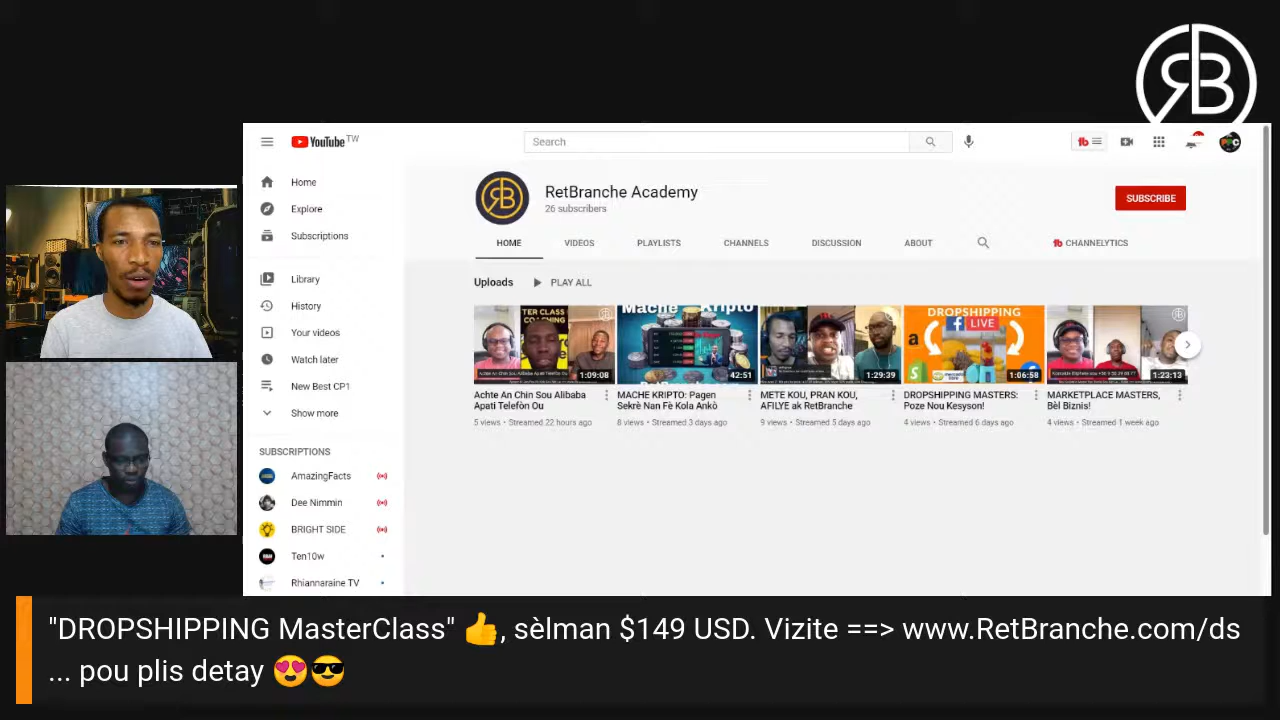 RB
YouTube TW
Search
Home
Explore
Subscriptions
Library
History
Your videos
Watch later
New Best CP1
Show more
SUBSCRIPTIONS
AmazingFacts
Dee Nimmin
BRIGHT SIDE
Ten10w
Rhiannaraine TV
RetBranche Academy
26 subscribers
SUBSCRIBE
HOME VIDEOS PLAYLISTS CHANNELS DISCUSSION ABOUT CHANNELYTICS
Uploads PLAY ALL
1:09:08
Achte An Chin Sou Alibaba
Apati Telefòn Ou
5 views • Streamed 22 hours ago
Mache Kripto
42:51
MACHE KRIPTO: Pagen
Sekrè Nan Fè Kola Ankò
8 views • Streamed 3 days ago
1:29:39
METE KOU, PRAN KOU,
AFILYE ak RetBranche
9 views • Streamed 5 days ago
DROPSHIPPING
LIVE
1:06:58
DROPSHIPPING MASTERS:
Poze Nou Kesyon!
4 views • Streamed 6 days ago
1:23:13
MARKETPLACE MASTERS,
Bèl Biznis!
4 views • Streamed 1 week ago
"DROPSHIPPING MasterClass" 👍, sèlman $149 USD. Vizite ==> www.RetBranche.com/ds
... pou plis detay 😍😎